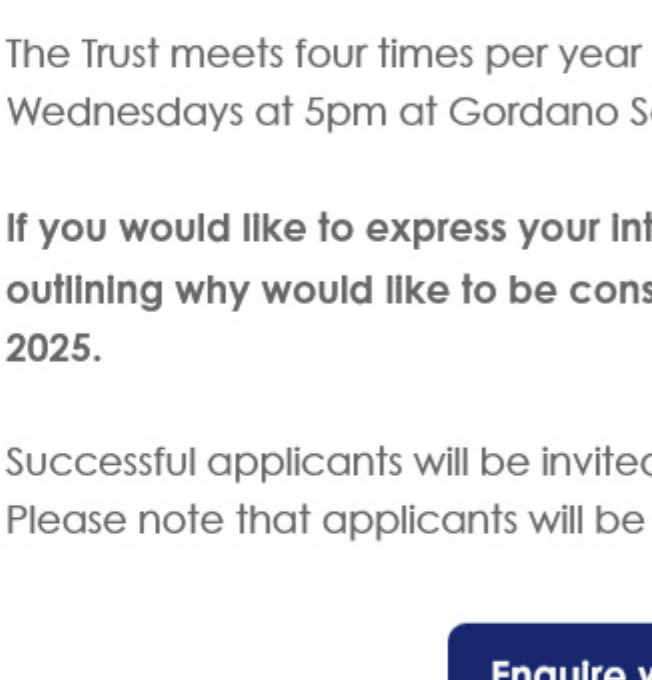 The Trust meets four times per year
Wednesdays at 5pm at Gordano
If you would like to express your
outlining why would like to be
2025.
Successful applicants will be
Please note that applicants will be
Enquire